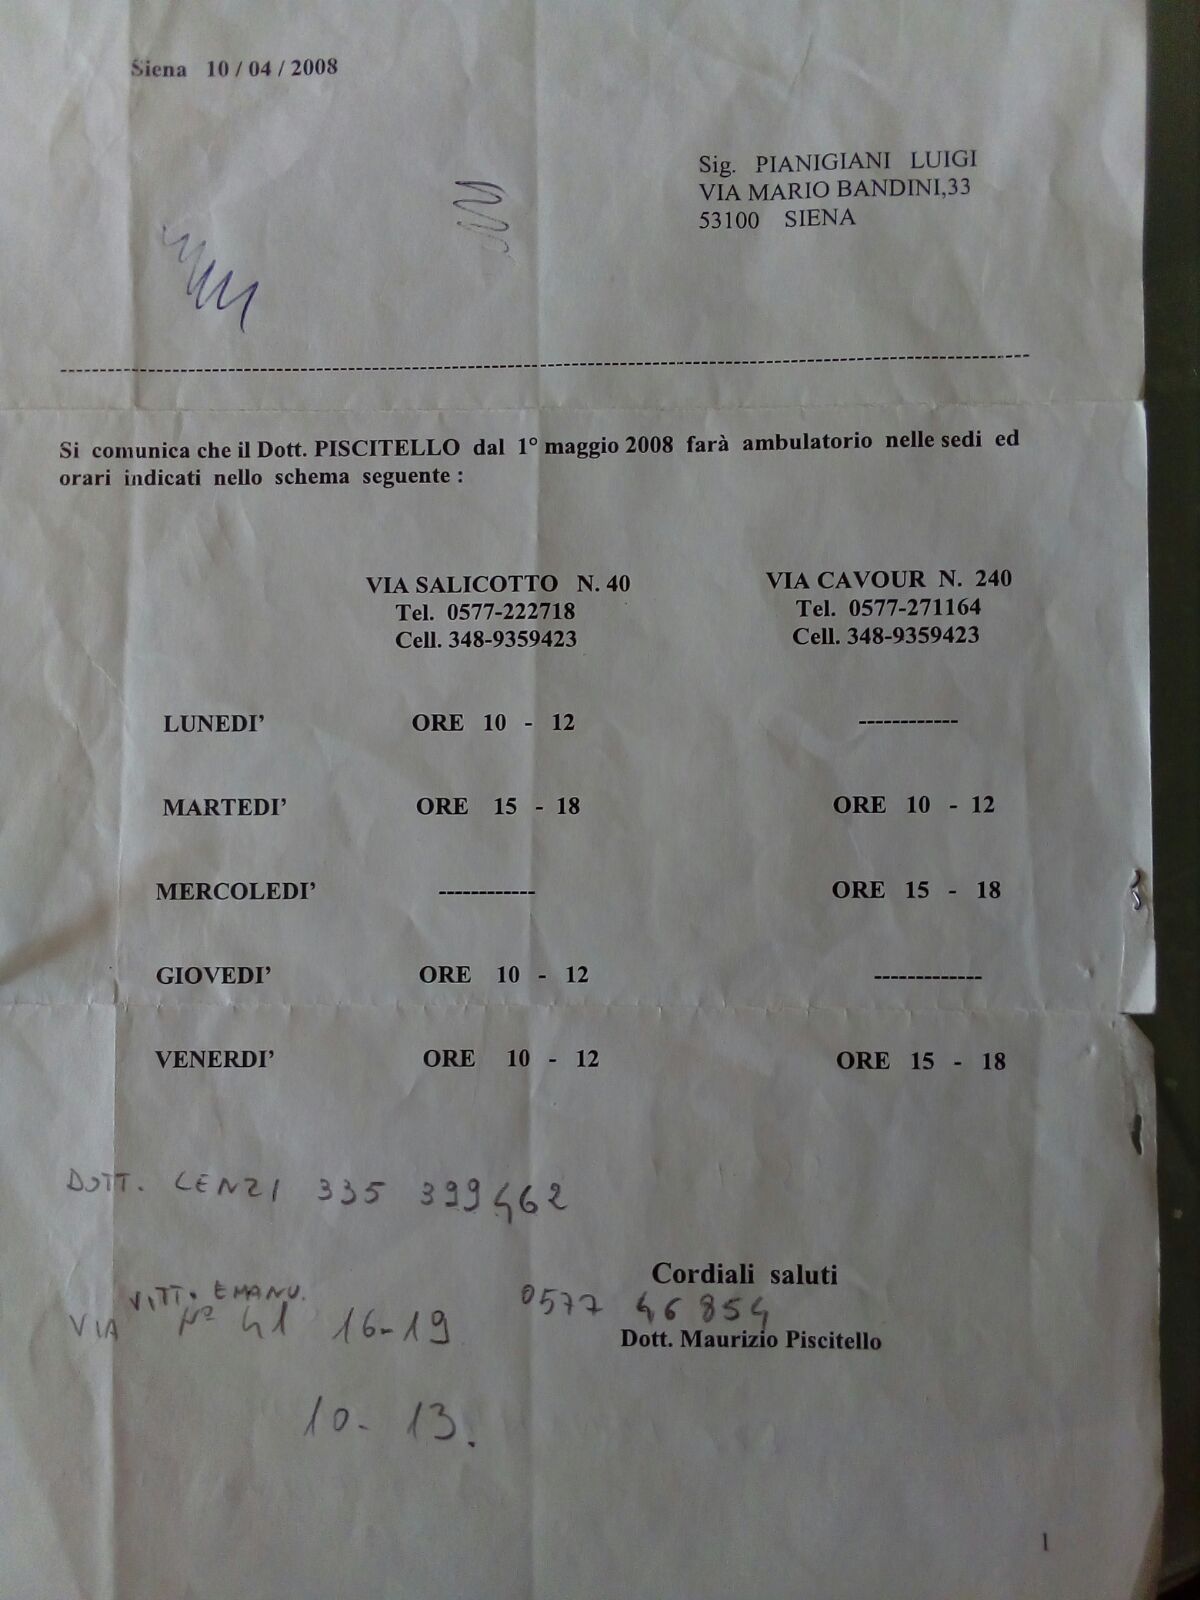 Siena 10 / 04 / 2008
Sig. PIANIGIANI LUIGI
VIA MARIO BANDINI,33
53100 SIENA
------------------------------------------------------------
Si comunica che il Dott. PISCITELLO dal 1° maggio 2008 farà ambulatorio nelle sedi ed
orari indicati nello schema seguente :
VIA SALICOTTO N. 40 VIA CAVOUR N. 240
Tel. 0577-222718 Tel. 0577-271164
Cell. 348-9359423 Cell. 348-9359423
LUNEDI’ ORE 10 - 12 ------------
MARTEDI’ ORE 15 - 18 ORE 10 - 12
MERCOLEDI’ ------------ ORE 15 - 18
GIOVEDI’ ORE 10 - 12 -------------
VENERDI’ ORE 10 - 12 ORE 15 - 18
DOTT. LENZI 335 399462
Cordiali saluti
VITT. EMANU. 0577 46854
VIA Nº 41 16-19
Dott. Maurizio Piscitello
10- 13.
1